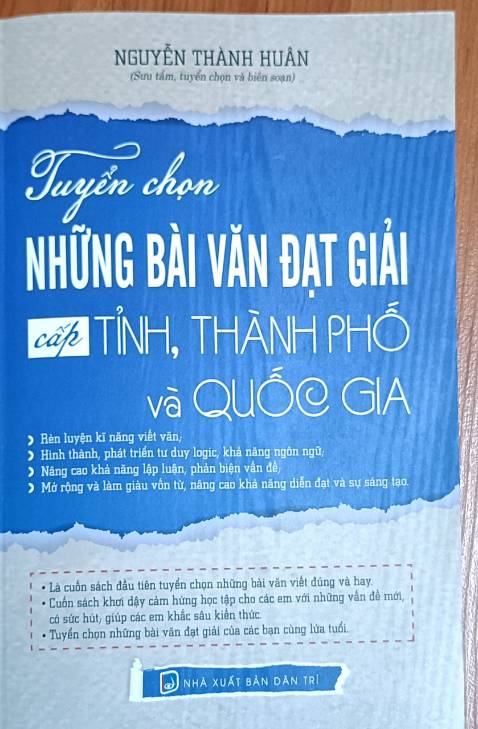 NGUYỄN THÀNH HUÂN
(Sưu tầm, tuyển chọn và biên soạn)
Tuyển chọn
NHỮNG BÀI VĂN ĐẠT GIẢI
cấp TỈNH, THÀNH PHỐ
và QUỐC GIA
Rèn luyện kĩ năng viết văn;
Hình thành, phát triển tư duy logic, khả năng ngôn ngữ;
Nâng cao khả năng lập luận, phản biện vấn đề;
Mở rộng và làm giàu vốn từ, nâng cao khả năng diễn đạt và sự sáng tạo.
• Là cuốn sách đầu tiên tuyển chọn những bài văn viết đúng và hay.
• Cuốn sách khơi dậy cảm hứng học tập cho các em với những vấn đề mới,
có sức hút, giúp các em khắc sâu kiến thức.
• Tuyển chọn những bài văn đạt giải của các bạn cùng lứa tuổi.
NHÀ XUẤT BẢN DÂN TRÍ